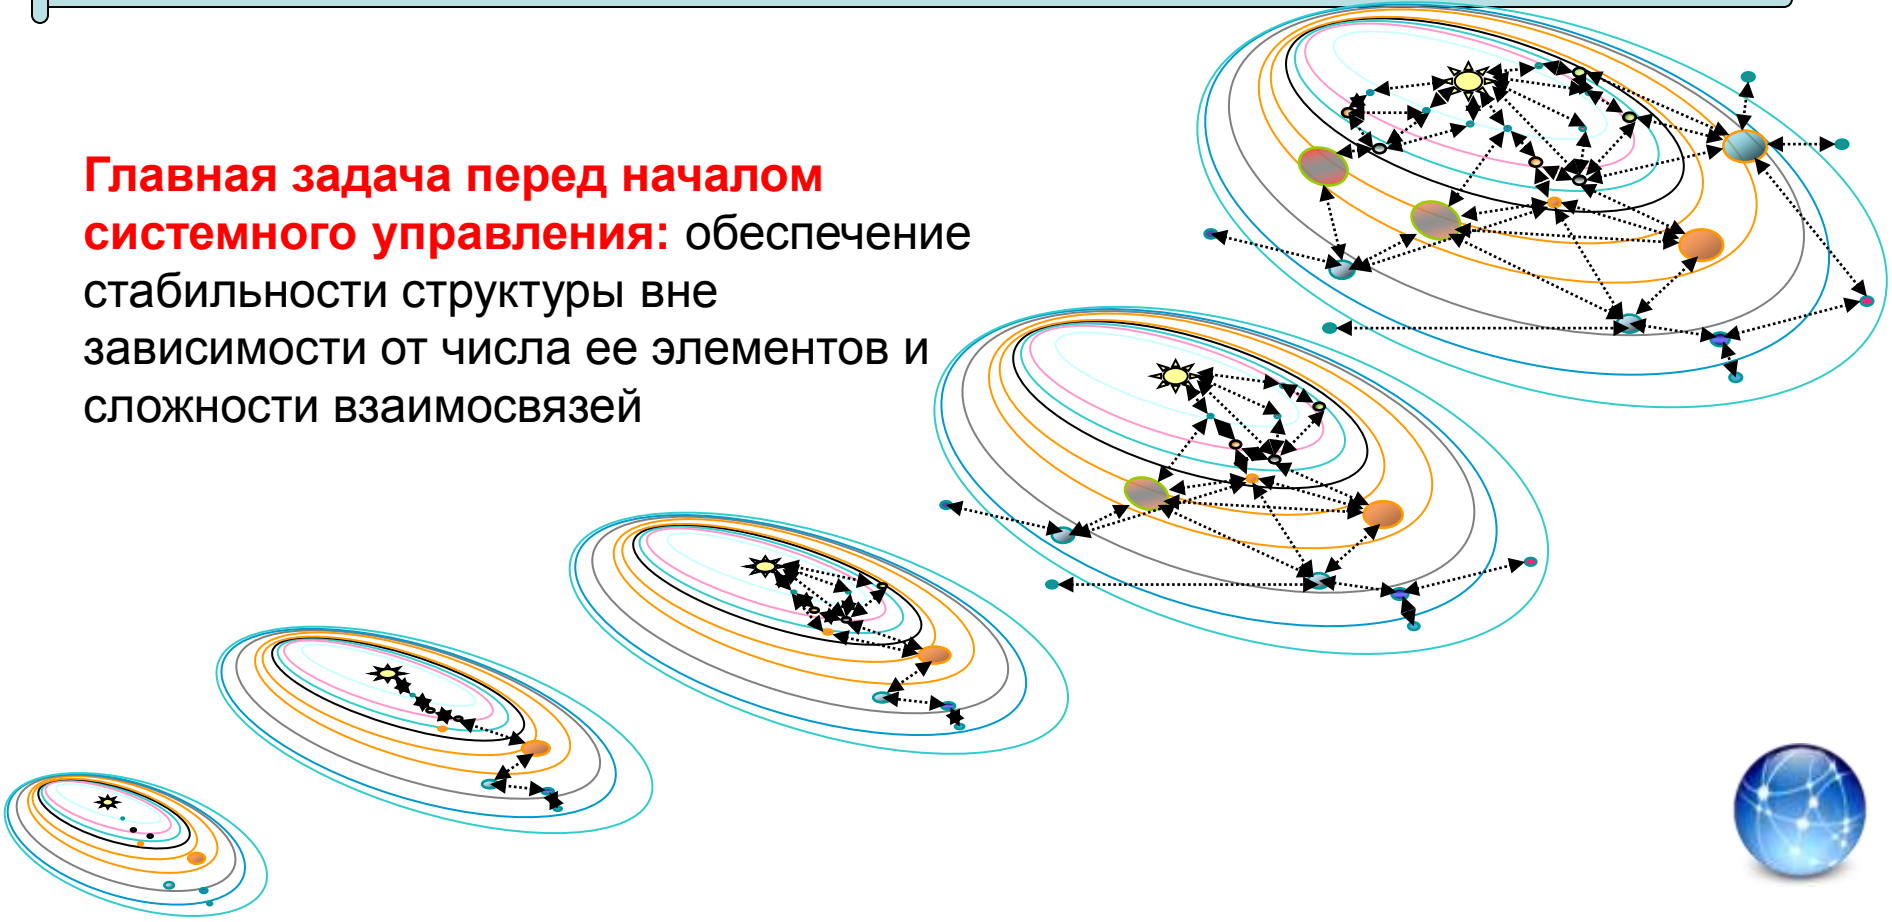 Главная задача перед началом
системного управления: обеспечение
стабильности структуры вне
зависимости от числа ее элементов и
сложности взаимосвязей